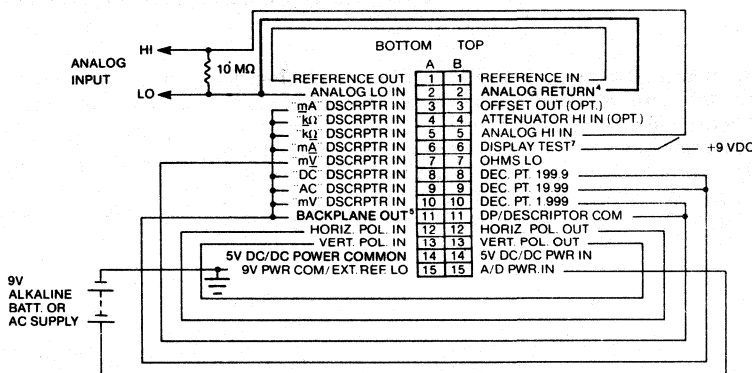 BOTTOM TOP
A B
HI
ANALOG INPUT
10 MΩ
LO
REFERENCE OUT 1 1 REFERENCE IN
ANALOG LO IN 2 2 ANALOG RETURN⁴
"mA" DSCRPTR IN 3 3 OFFSET OUT (OPT.)
"kΩ" DSCRPTR IN 4 4 ATTENUATOR HI IN (OPT.)
"kΩ" DSCRPTR IN 5 5 ANALOG HI IN
"mA" DSCRPTR IN 6 6 DISPLAY TEST⁷
+9 VDC
"mV" DSCRPTR IN 7 7 OHMS LO
"DC" DSCRPTR IN 8 8 DEC. PT. 199.9
"AC" DSCRPTR IN 9 9 DEC. PT. 19.99
"mV" DSCRPTR IN 10 10 DEC. PT. 1.999
BACKPLANE OUT⁵ 11 11 DP/DESCRIPTOR COM
HORIZ. POL. IN 12 12 HORIZ. POL. OUT
VERT. POL. IN 13 13 VERT. POL. OUT
5V DC/DC POWER COMMON 14 14 5V DC/DC PWR IN
9V PWR COM/EXT. REF. LO 15 15 A/D PWR.IN
9V
ALKALINE
BATT. OR
AC SUPPLY